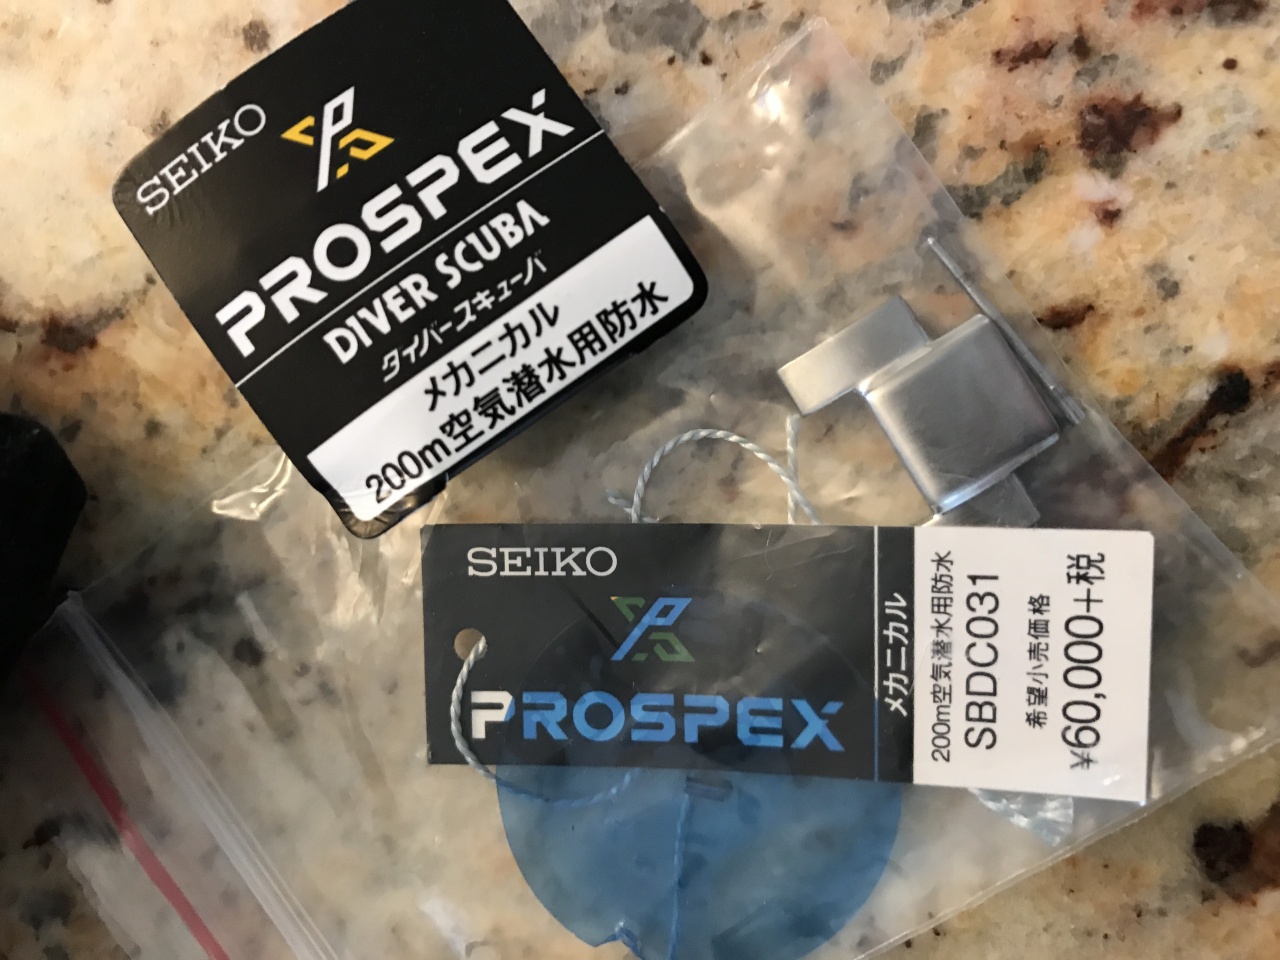 SEIKO
PROSPEX
DIVER SCUBA
ダイバースキューバ
メカニカル
200m空気潜水用防水
SEIKO
PROSPEX
メカニカル
200m空気潜水用防水
SBDC031
希望小売価格
¥60,000+税